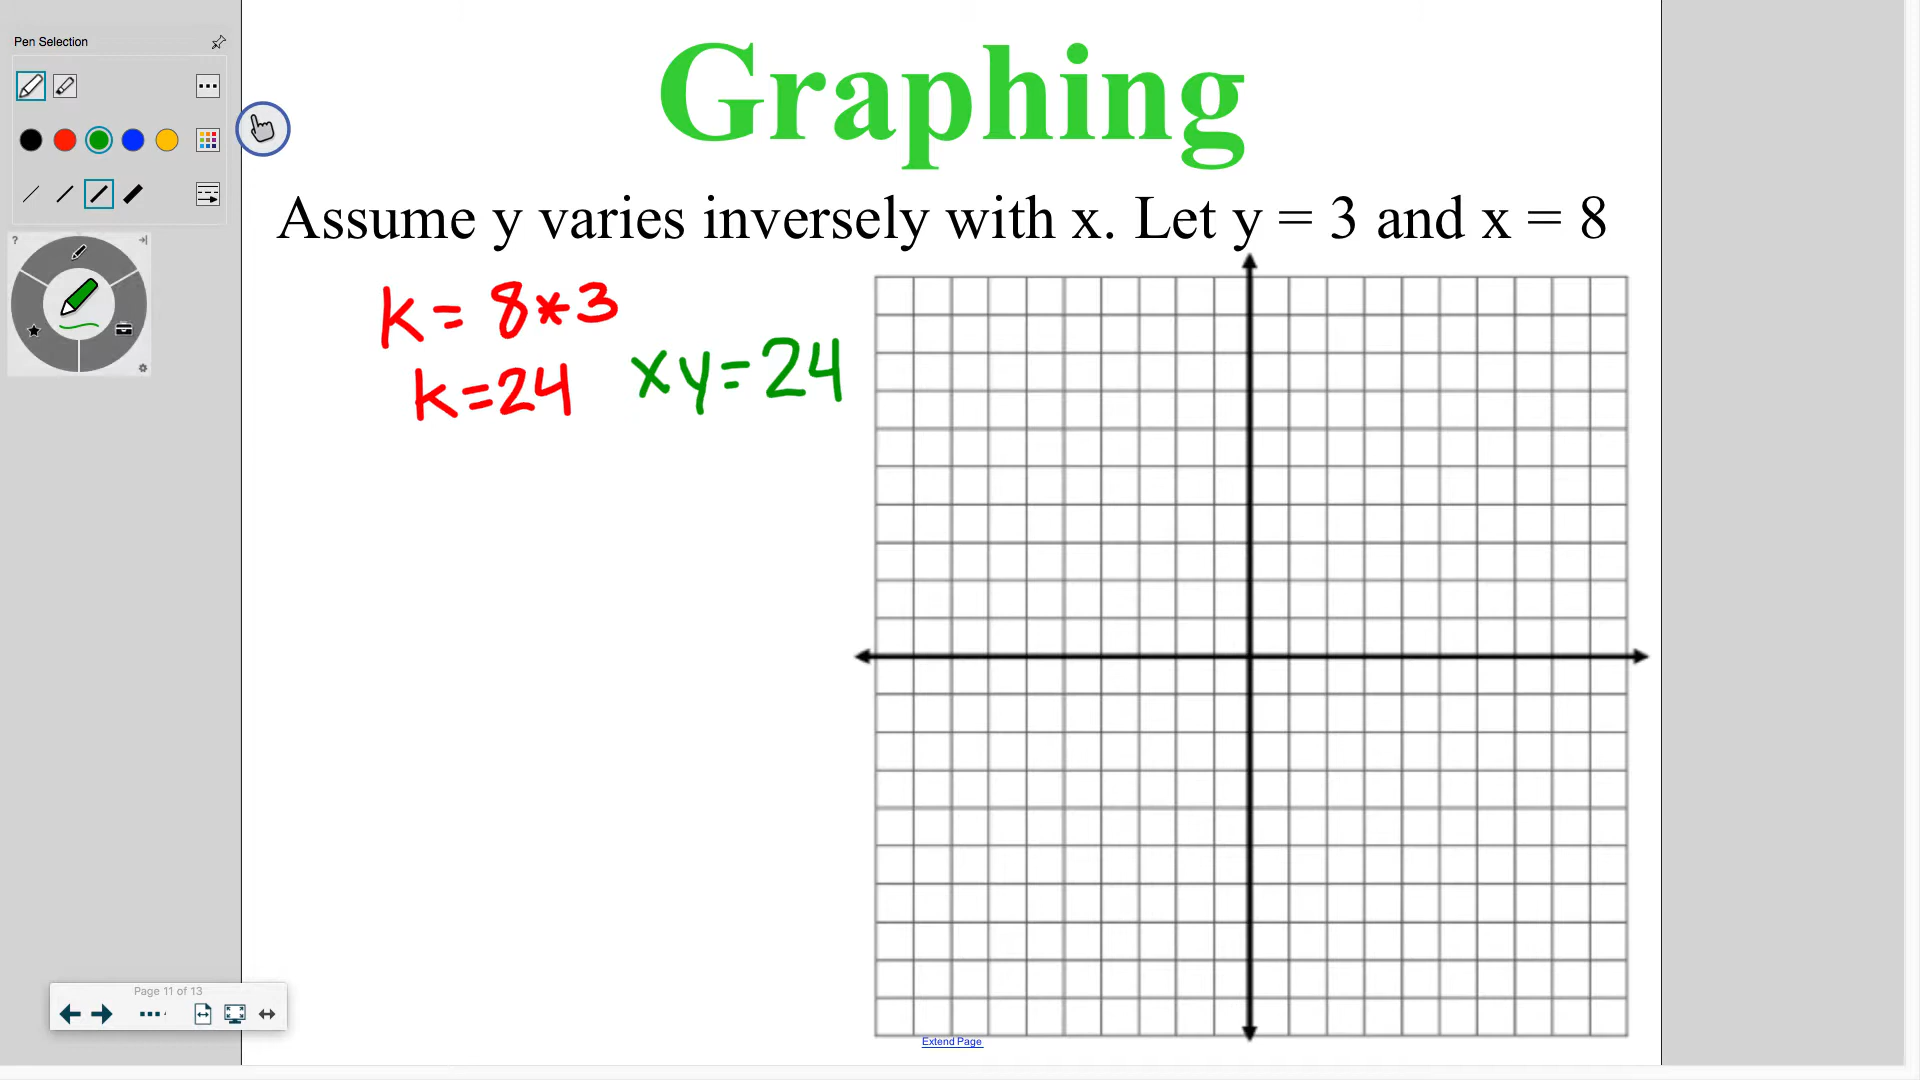 Pen Selection
Graphing
Assume y varies inversely with x. Let y = 3 and x = 8
k = 8*3
k=24
xy=24
?
Page 11 of 13
Extend Page